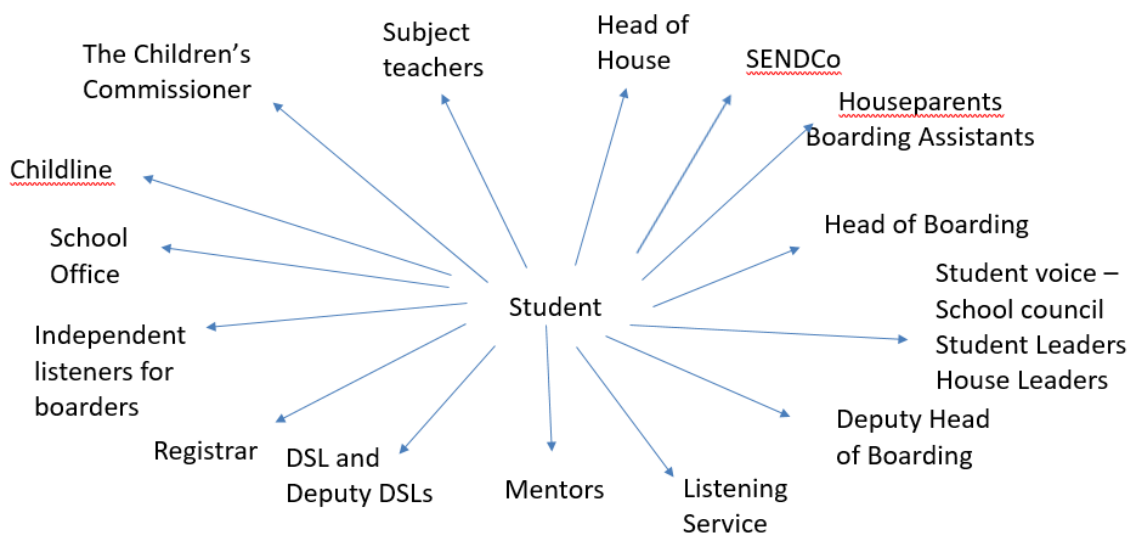 The Children’s
Commissioner
Subject
teachers
Head of
House
SENDCo
Houseparents
Boarding Assistants
Childline
School
Office
Student
Head of Boarding
Student voice –
School council
Student Leaders
House Leaders
Independent
listeners for
boarders
Registrar
DSL and
Deputy DSLs
Mentors
Listening
Service
Deputy Head
of Boarding